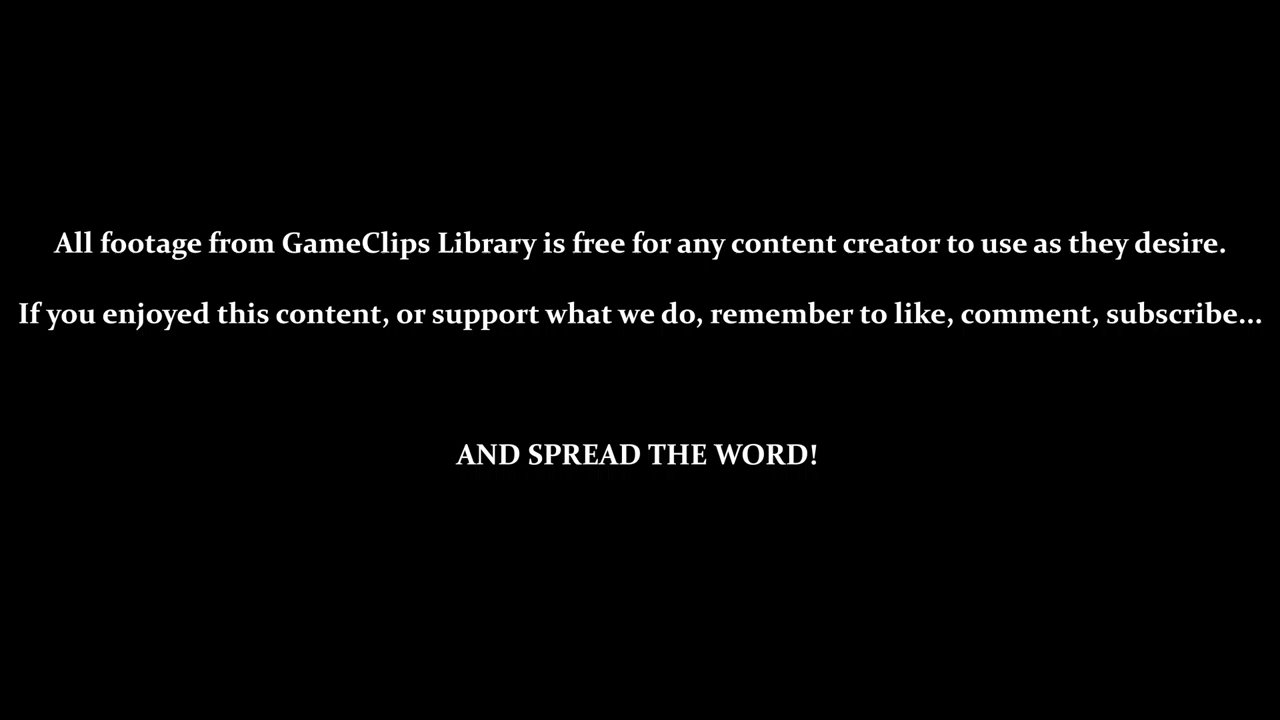 All footage from GameClips Library is free for any content creator to use as they desire.
If you enjoyed this content, or support what we do, remember to like, comment, subscribe...
AND SPREAD THE WORD!